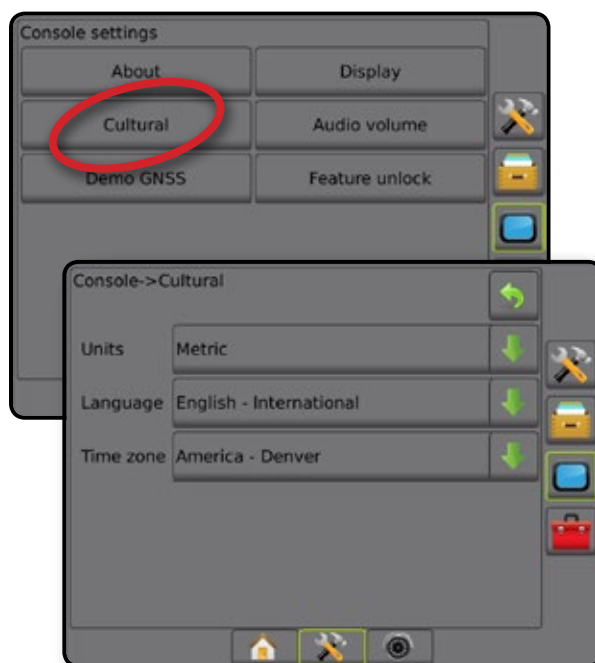 Console settings
About Display
Cultural Audio volume
Demo GNSS Feature unlock
Console->Cultural
Units Metric
Language English - International
Time zone America - Denver